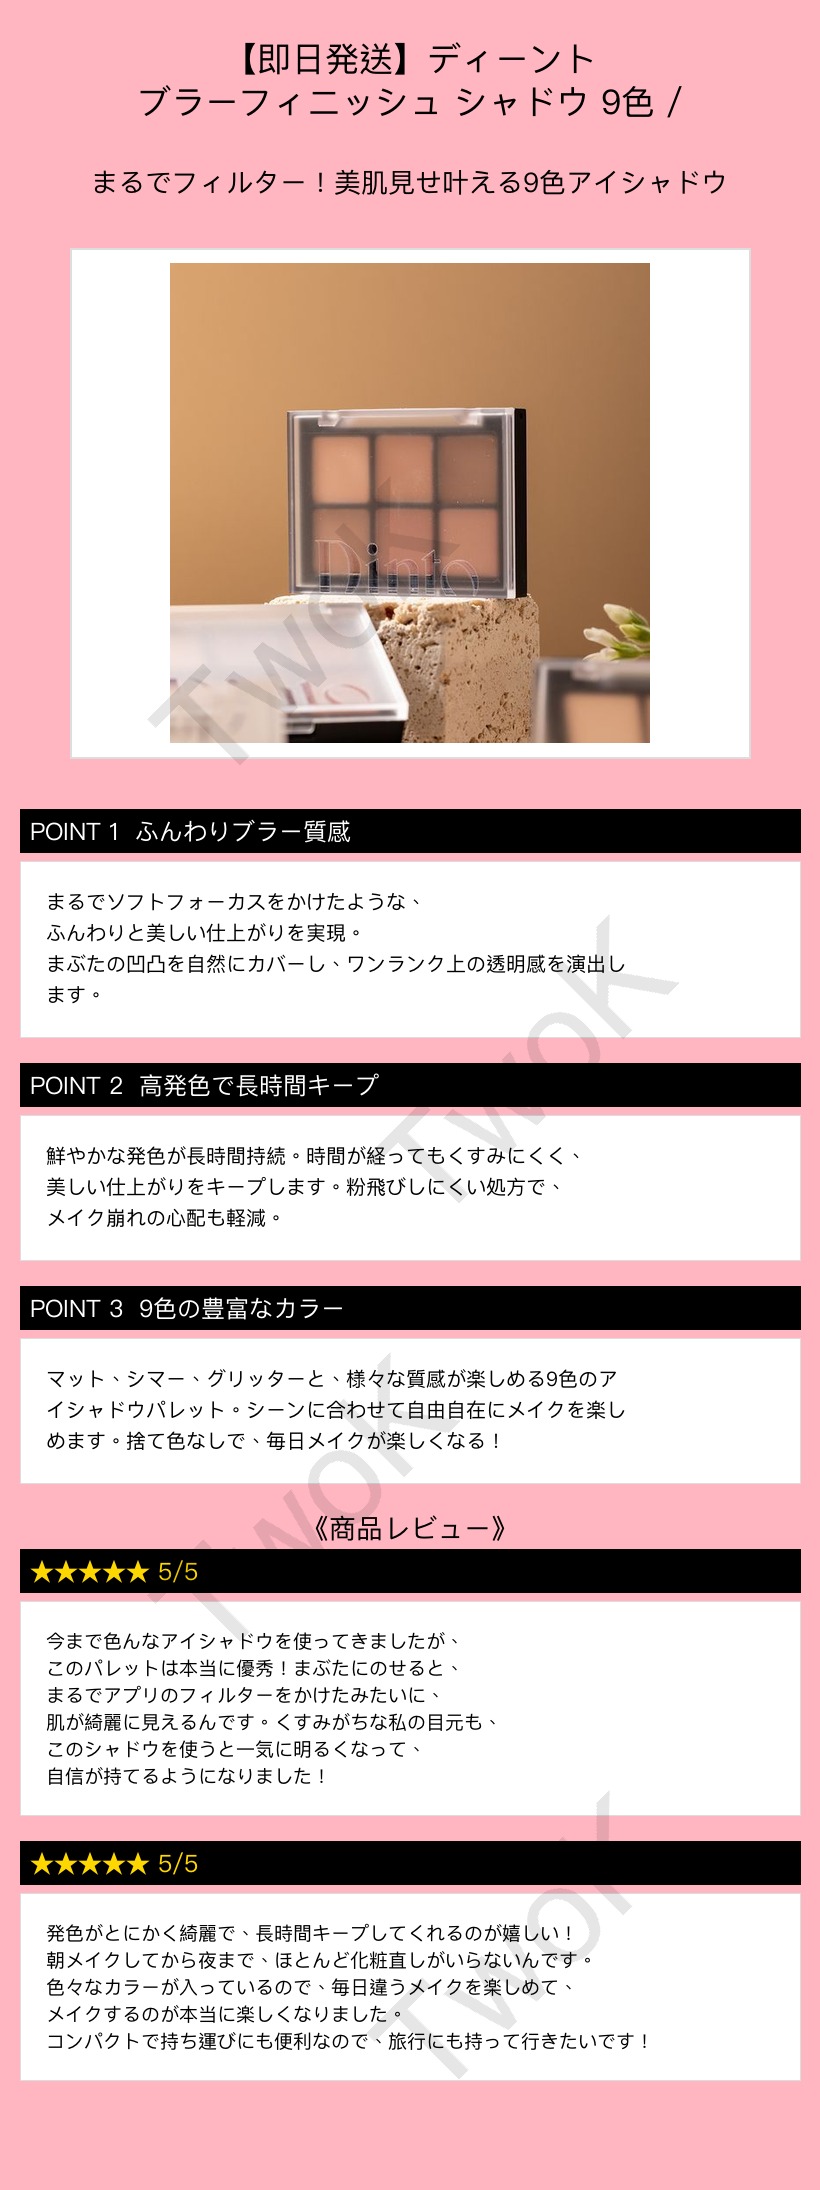 【即日発送】ディーント
ブラーフィニッシュ シャドウ 9色 /
まるでフィルター！美肌見せ叶える9色アイシャドウ
Dinto
TwoK
POINT 1 ふんわりブラー質感
まるでソフトフォーカスをかけたような、
ふんわりと美しい仕上がりを実現。
まぶたの凹凸を自然にカバーし、ワンランク上の透明感を演出し
ます。
TwoK
POINT 2 高発色で長時間キープ
鮮やかな発色が長時間持続。時間が経ってもくすみにくく、
美しい仕上がりをキープします。粉飛びしにくい処方で、
メイク崩れの心配も軽減。
POINT 3 9色の豊富なカラー
マット、シマー、グリッターと、様々な質感が楽しめる9色のア
イシャドウパレット。シーンに合わせて自由自在にメイクを楽し
めます。捨て色なしで、毎日メイクが楽しくなる！
TwoK
《商品レビュー》
★★★★★ 5/5
今まで色んなアイシャドウを使ってきましたが、
このパレットは本当に優秀！まぶたにのせると、
まるでアプリのフィルターをかけたみたいに、
肌が綺麗に見えるんです。くすみがちな私の目元も、
このシャドウを使うと一気に明るくなって、
自信が持てるようになりました！
★★★★★ 5/5
発色がとにかく綺麗で、長時間キープしてくれるのが嬉しい！
朝メイクしてから夜まで、ほとんど化粧直しがいらないんです。
色々なカラーが入っているので、毎日違うメイクを楽しめて、
メイクするのが本当に楽しくなりました。
コンパクトで持ち運びにも便利なので、旅行にも持って行きたいです！
TwoK